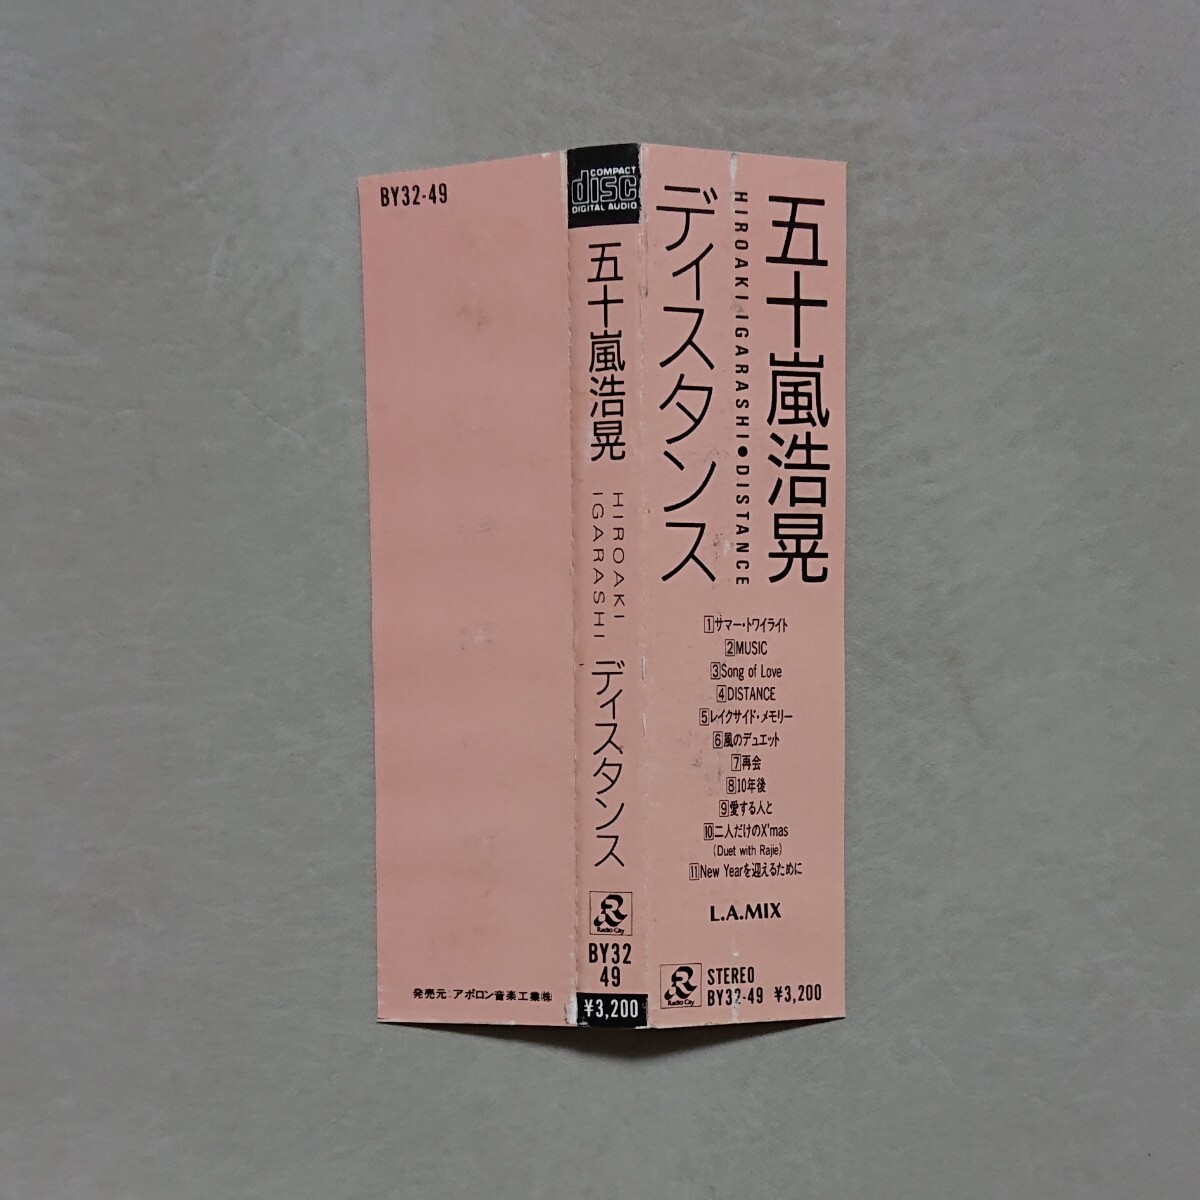 BY32-49
発売元:アポロン音楽工業㈱
COMPACT
disc
DIGITAL AUDIO
五十嵐浩晃
HIROAKI
IGARASHI
ディスタンス
Radio City
BY32
49
¥3,200
五十嵐浩晃
HIROAKI IGARASHI●DISTANCE
ディスタンス
1サマー・トワイライト
2MUSIC
3Song of Love
4DISTANCE
5レイクサイド・メモリー
6風のデュエット
7再会
810年後
9愛する人と
10二人だけのX'mas
(Duet with Rajie)
11New Yearを迎えるために
L.A.MIX
Radio City
STEREO
BY32-49 ¥3,200